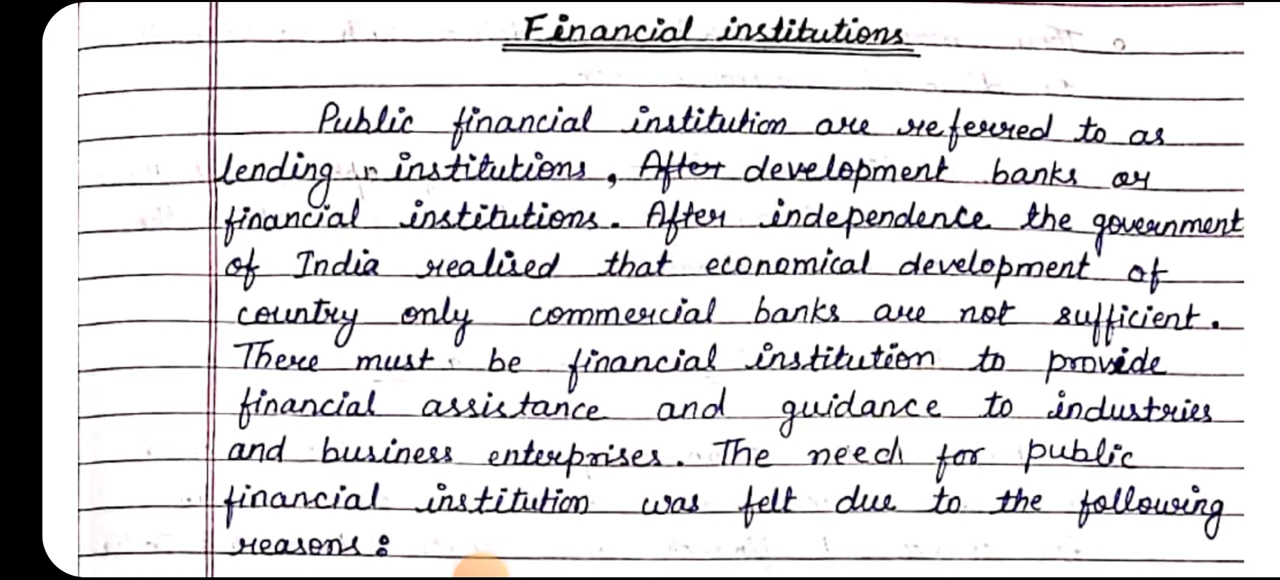 Financial institutions
Public financial institution are referred to as
lending in institutions, After development banks or
financial institutions. After independence the government
of India realised that economical development of
country only commercial banks are not sufficient.
There must be financial institution to provide
financial assistance and guidance to industries
and business enterprises. The need for public
financial institution was felt due to the following
reasons: